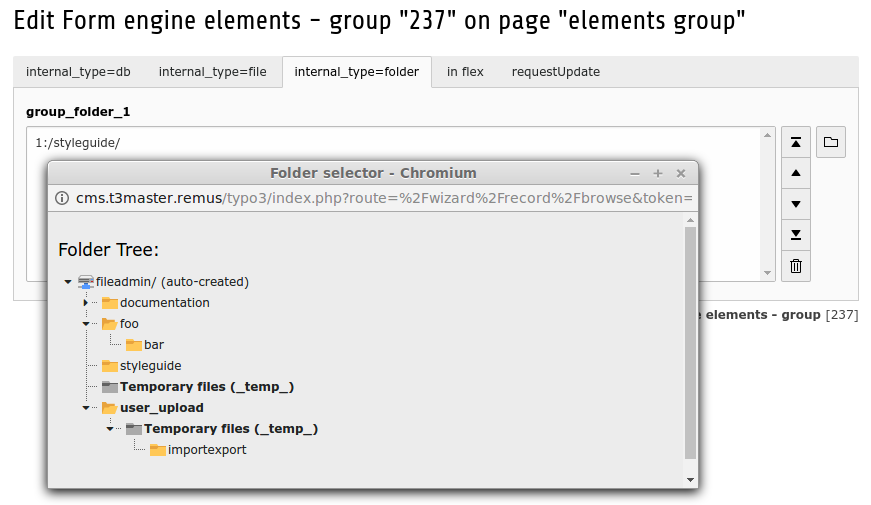 Edit Form engine elements - group "237" on page "elements group"
internal_type=db internal_type=file internal_type=folder in flex requestUpdate
group_folder_1
1:/styleguide/
Folder selector - Chromium
cms.t3master.remus/typo3/index.php?route=%2Fwizard%2Frecord%2Fbrowse&token=
Folder Tree:
fileadmin/ (auto-created)
documentation
foo
bar
styleguide
Temporary files (_temp_)
user_upload
Temporary files (_temp_)
importexport
elements - group [237]